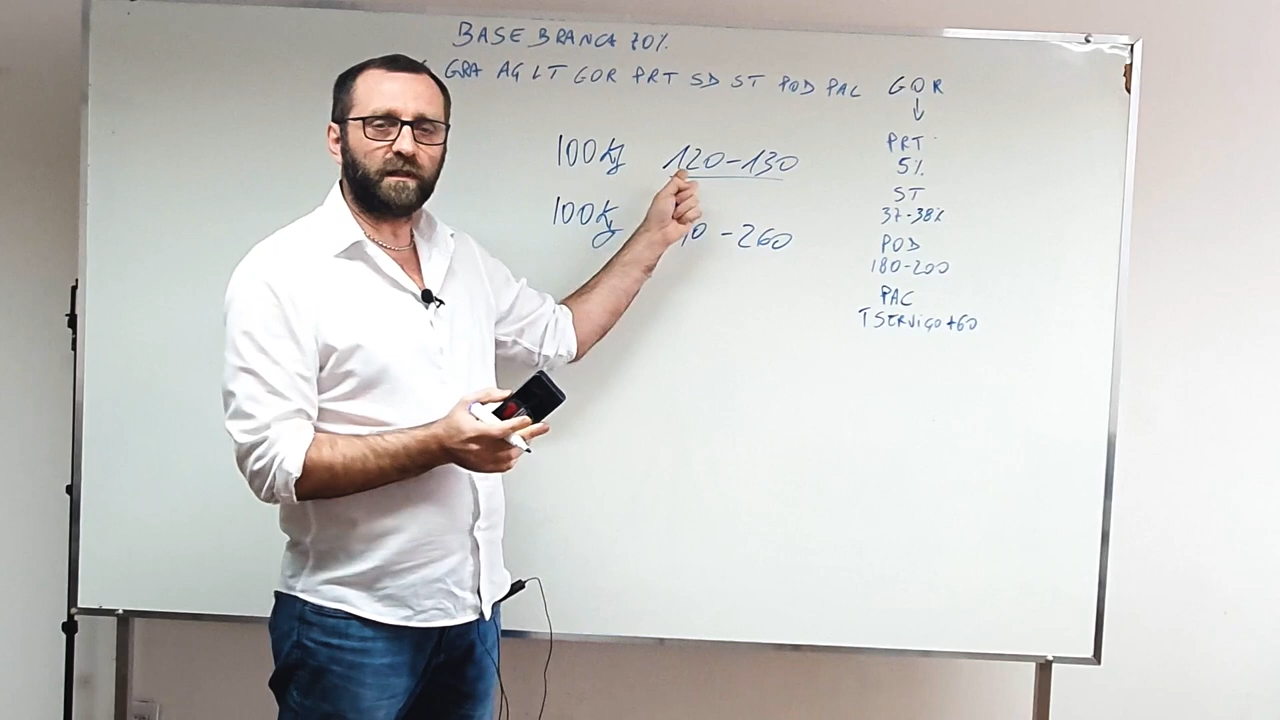 BASE BRANCA 70%
GRA AG LT GOR PRT SD ST POD PAC
100Kg 120-130
100Kg -260
GOR
↓
PRT
5%
ST
37-38%
POD
180-200
PAC
T SERVIÇO +60